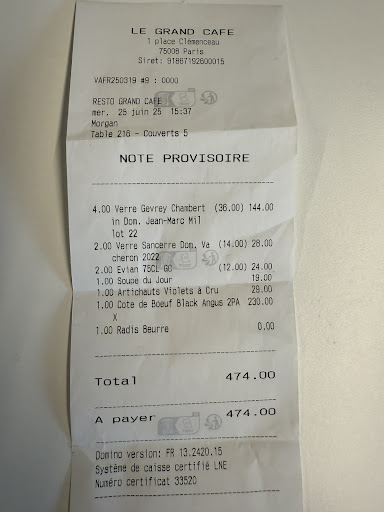 LE GRAND CAFE
1 place Clémenceau
75008 Paris
Siret: 91867192600015
VAFR250319 #9 : 0000
RESTO GRAND CAFE
mer. 25 juin 25 15:37
Morgan
Table 216 - Couverts 5
NOTE PROVISOIRE
4.00 Verre Gevrey Chambert (36.00) 144.00
in Dom. Jean-Marc Mil
lot 22
2.00 Verre Sancerre Dom. Va (14.00) 28.00
cheron 2022
2.00 Evian 75CL GO (12.00) 24.00
1.00 Soupe du Jour 19.00
1.00 Artichauts Violets à Cru 29.00
1.00 Cote de Boeuf Black Angus 2PA 230.00
X
1.00 Radis Beurre 0.00
Total 474.00
A payer 474.00
Domino version: FR 13.2420.15
Système de caisse certifié LNE
Numéro certificat 33520